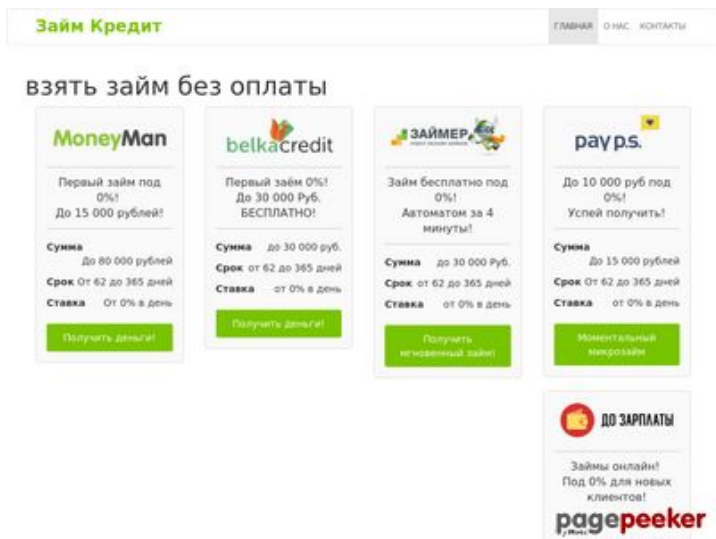 Займ Кредит
ГЛАВНАЯ О НАС КОНТАКТЫ
взять займ без оплаты
MoneyMan
Первый займ под
0%!
До 15 000 рублей!
Сумма
До 80 000 рублей
Срок От 62 до 365 дней
Ставка От 0% в день
Получить деньги!
belkacredit
Первый заём 0%!
До 30 000 Руб.
БЕСПЛАТНО!
Сумма до 30 000 руб.
Срок от 62 до 365 дней
Ставка от 0% в день
Получить деньги!
ЗАЙМЕР
Займ бесплатно под
0%!
Автоматом за 4
минуты!
Сумма до 30 000 Руб.
Срок от 62 до 365 дней
Ставка от 0% в день
Получить
мгновенный займ!
pay p.s.
До 10 000 руб под
0%!
Успей получить!
Сумма
До 15 000 рублей
Срок От 62 до 365 дней
Ставка от 0% в день
Моментальный
микрозайм
ДО ЗАРПЛАТЫ
Займы онлайн!
Под 0% для новых
клиентов!
pagepeeker